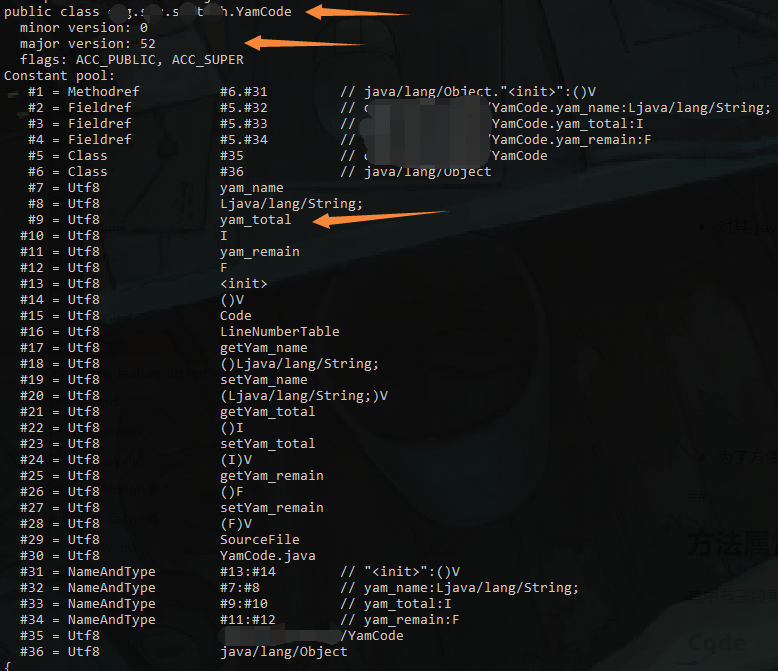 public class .YamCode
minor version: 0
major version: 52
flags: ACC_PUBLIC, ACC_SUPER
Constant pool:
#1 = Methodref #6.#31 // java/lang/Object."<init>":()V
#2 = Fieldref #5.#32 // /YamCode.yam_name:Ljava/lang/String;
#3 = Fieldref #5.#33 // YamCode.yam_total:I
#4 = Fieldref #5.#34 // /YamCode.yam_remain:F
#5 = Class #35 // /YamCode
#6 = Class #36 // java/lang/Object
#7 = Utf8 yam_name
#8 = Utf8 Ljava/lang/String;
#9 = Utf8 yam_total
#10 = Utf8 I
#11 = Utf8 yam_remain
#12 = Utf8 F
#13 = Utf8 <init>
#14 = Utf8 ()V
#15 = Utf8 Code
#16 = Utf8 LineNumberTable
#17 = Utf8 getYam_name
#18 = Utf8 ()Ljava/lang/String;
#19 = Utf8 setYam_name
#20 = Utf8 (Ljava/lang/String;)V
#21 = Utf8 getYam_total
#22 = Utf8 ()I
#23 = Utf8 setYam_total
#24 = Utf8 (I)V
#25 = Utf8 getYam_remain
#26 = Utf8 ()F
#27 = Utf8 setYam_remain
#28 = Utf8 (F)V
#29 = Utf8 SourceFile
#30 = Utf8 YamCode.java
#31 = NameAndType #13:#14 // "<init>":()V
#32 = NameAndType #7:#8 // yam_name:Ljava/lang/String;
#33 = NameAndType #9:#10 // yam_total:I
#34 = NameAndType #11:#12 // yam_remain:F
#35 = Utf8 /YamCode
#36 = Utf8 java/lang/Object
{
方法属
Code